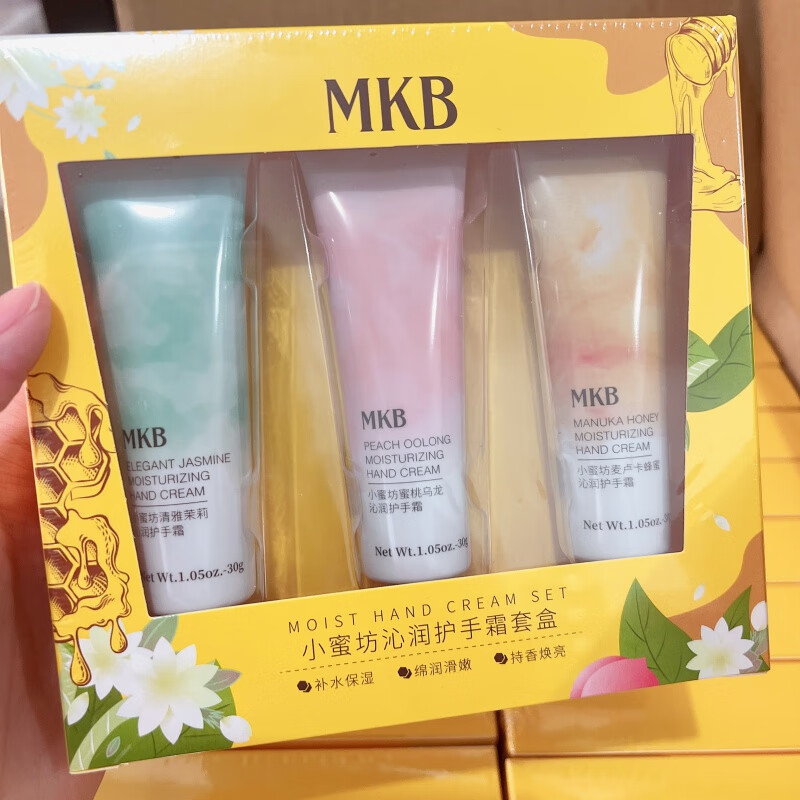 MKB
MKB
ELEGANT JASMINE
MOISTURIZING
HAND CREAM
小蜜坊清雅茉莉
沁润护手霜
Net Wt.1.05oz.-30g
MKB
PEACH OOLONG
MOISTURIZING
HAND CREAM
小蜜坊蜜桃乌龙
沁润护手霜
Net Wt.1.05oz.-30g
MKB
MANUKA HONEY
MOISTURIZING
HAND CREAM
小蜜坊麦卢卡蜂蜜
沁润护手霜
Net Wt.1.05oz.-30
MOIST HAND CREAM SET
小蜜坊沁润护手霜套盒
补水保湿 绵润滑嫩 持香焕亮